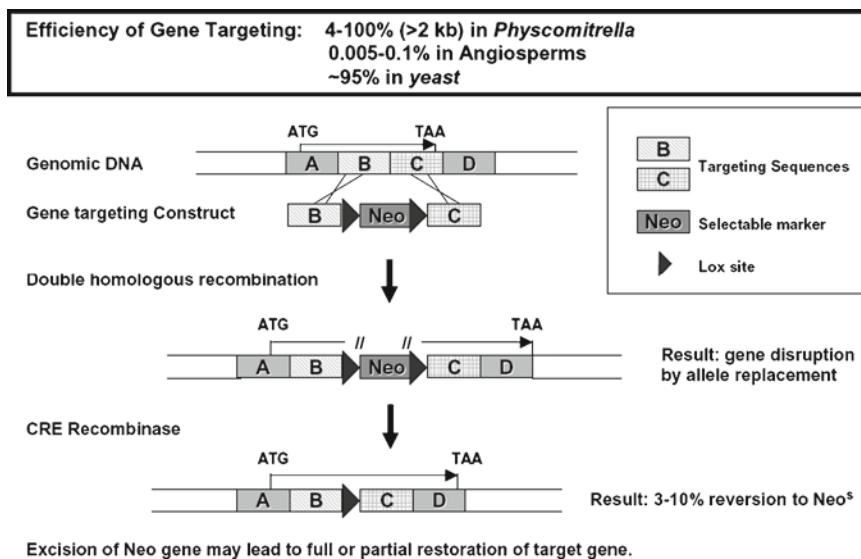 Efficiency of Gene Targeting: 4-100% (>2 kb) in Physcomitrella
0.005-0.1% in Angiosperms
~95% in yeast
ATG TAA
Genomic DNA A B C D
Gene targeting Construct B Neo C
B
C
Targeting Sequences
Neo Selectable marker
Lox site
Double homologous recombination
ATG // // TAA
A B Neo C D
Result: gene disruption
by allele replacement
CRE Recombinase
ATG TAA
A B C D
Result: 3-10% reversion to Neoˢ
Excision of Neo gene may lead to full or partial restoration of target gene.